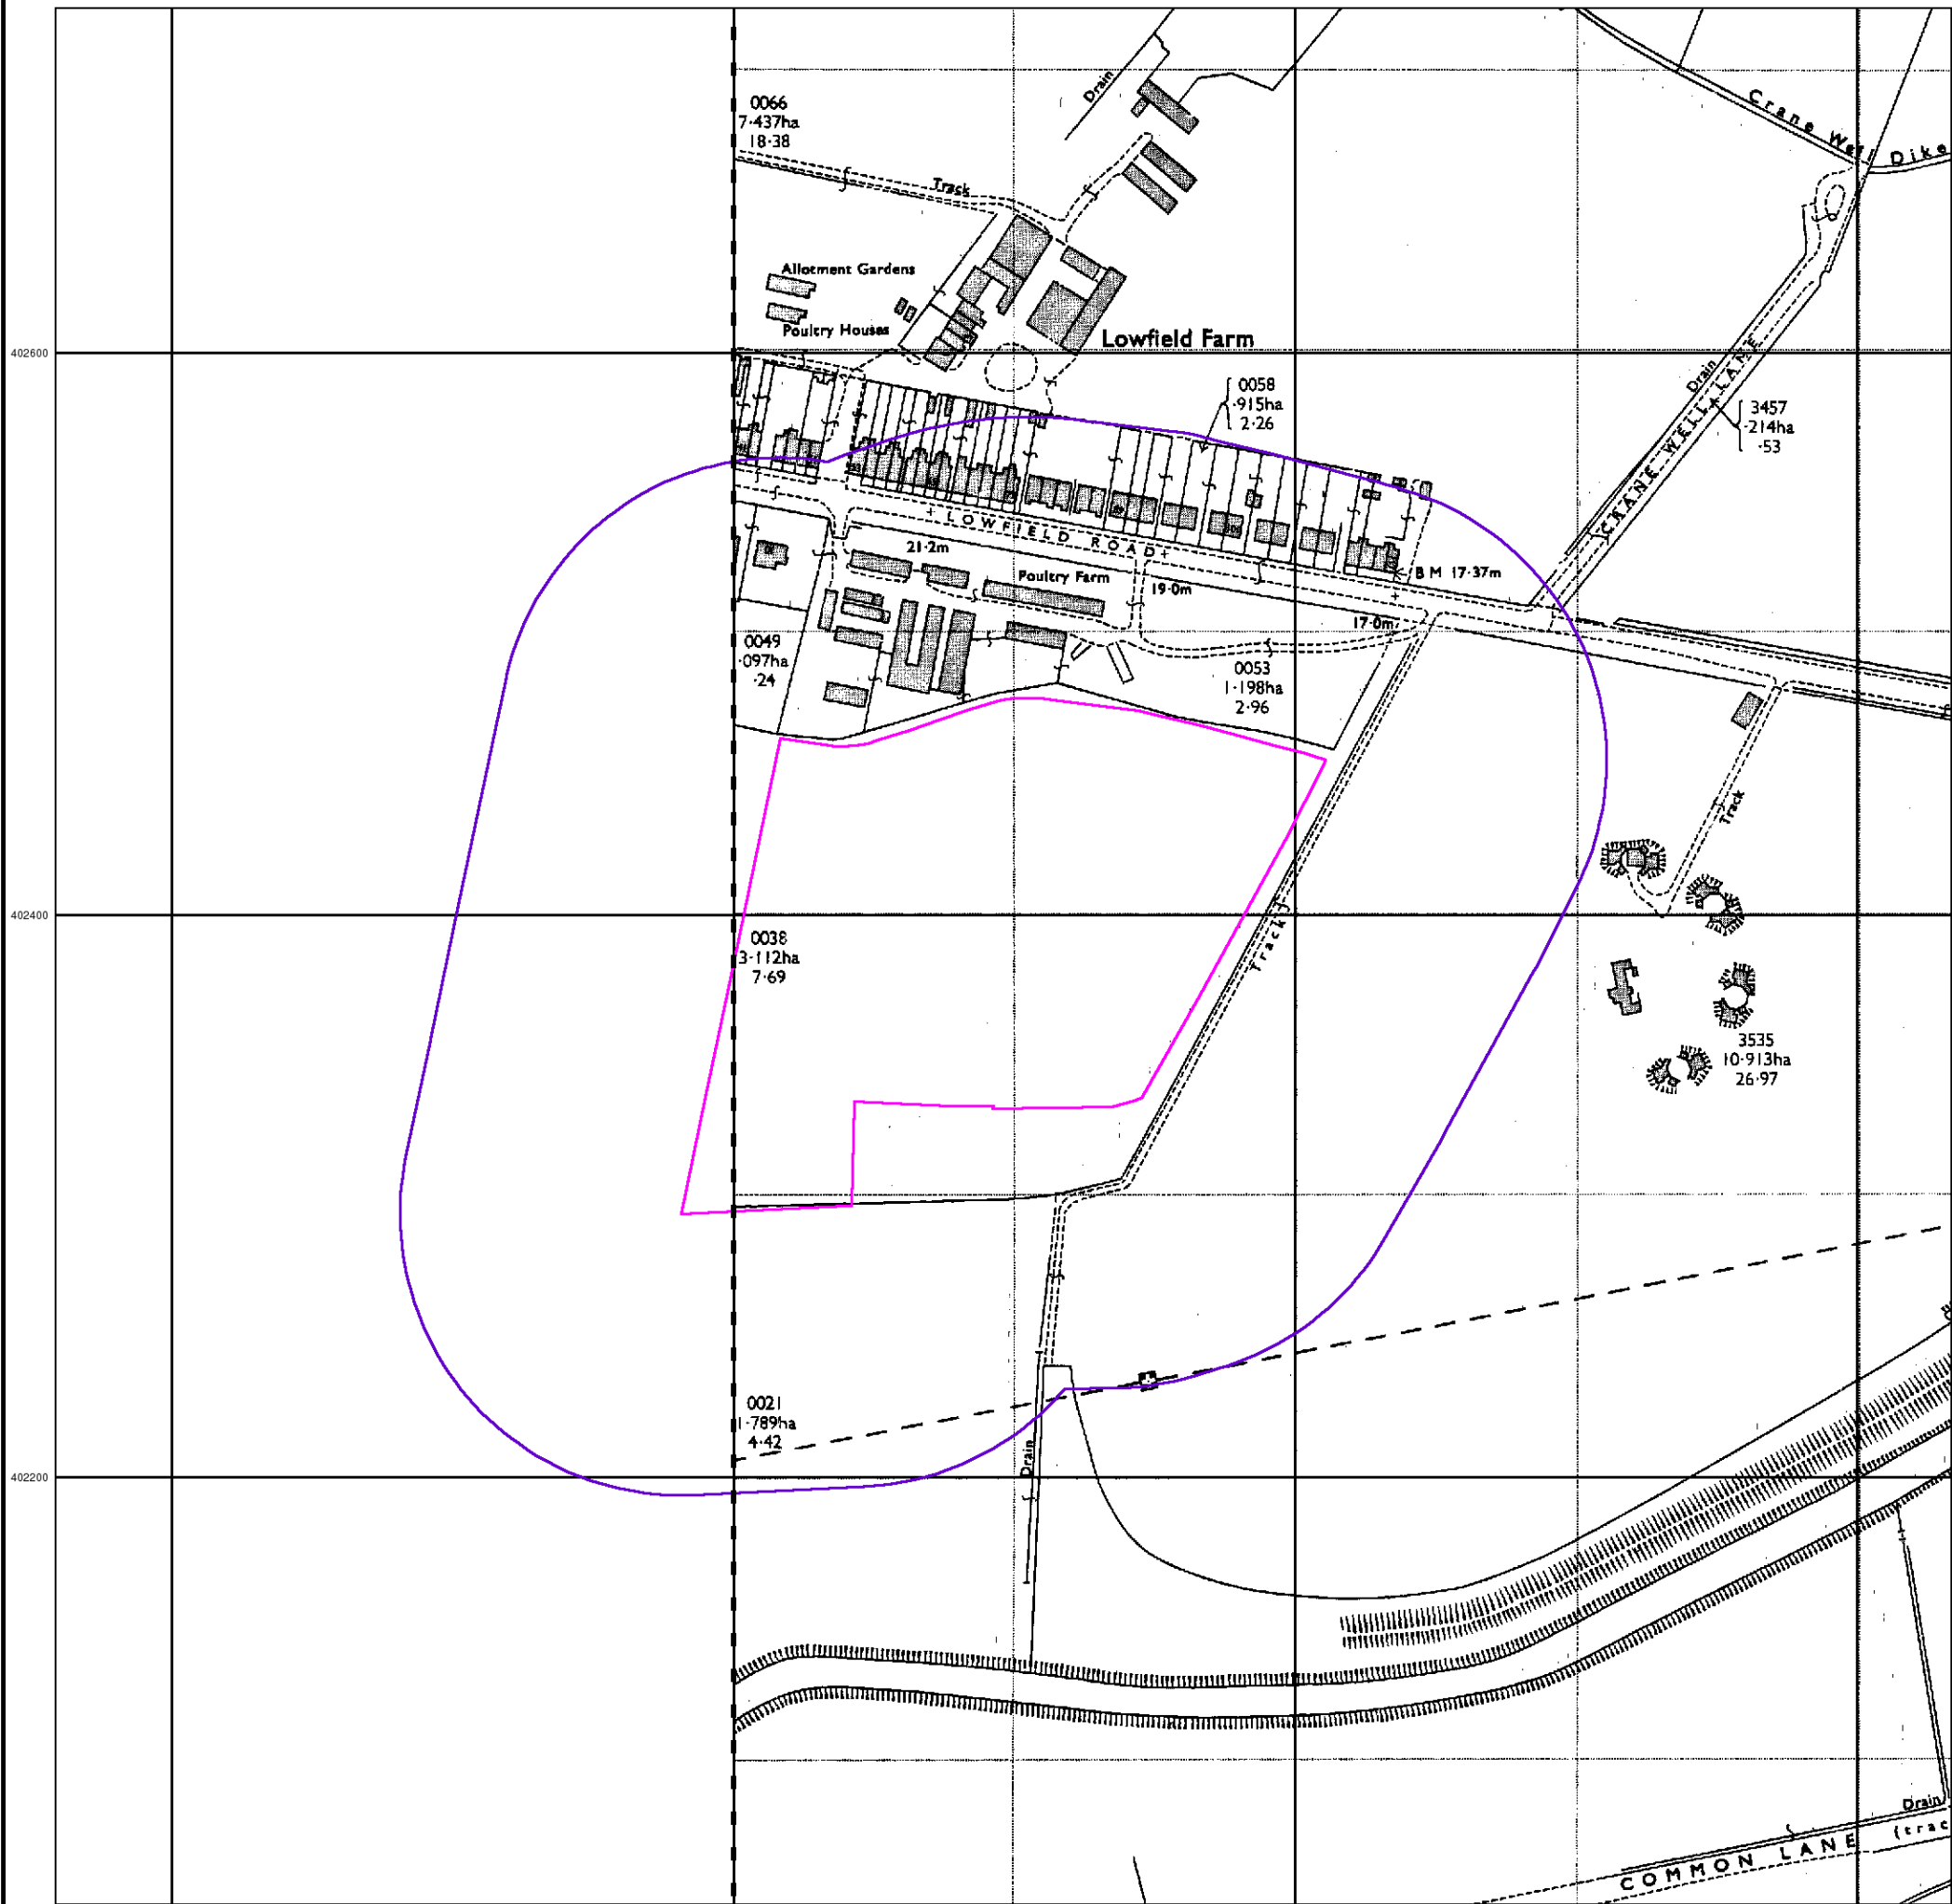 Drain
0066
7·437ha
18·38
Crane Well Dike
Track
Allotment Gardens
Poultry Houses
Lowfield Farm
402600
0058
·915ha
2·26
Drain
CRANE WELL LANE
3457
·214ha
·53
LOWFIELD ROAD
21·2m
Poultry Farm
19·0m
B M 17·37m
17·0m
0049
·097ha
·24
0053
1·198ha
2·96
Track
402400
0038
3·112ha
7·69
Track
3535
10·913ha
26·97
0021
1·789ha
4·42
Drain
402200
Drain
COMMON LANE (trac